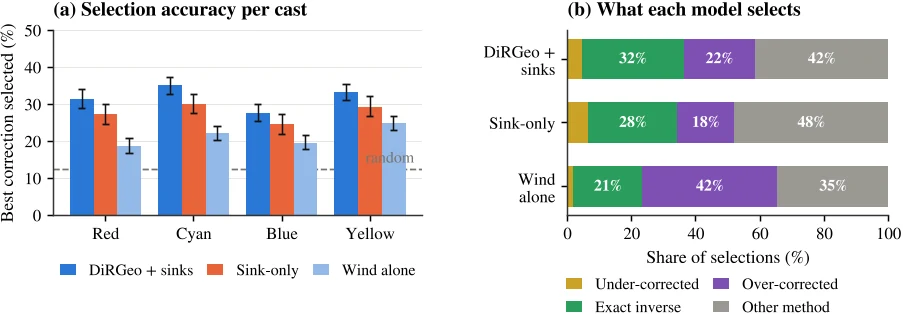 (a) Selection accuracy per cast
Best correction selected (%)
50
40
30
20
10
0
random
Red
Cyan
Blue
Yellow
DiRGeo + sinks
Sink-only
Wind alone
(b) What each model selects
DiRGeo +
sinks
32%
22%
42%
Sink-only
28%
18%
48%
Wind
alone
21%
42%
35%
0
20
40
60
80
100
Share of selections (%)
Under-corrected
Over-corrected
Exact inverse
Other method